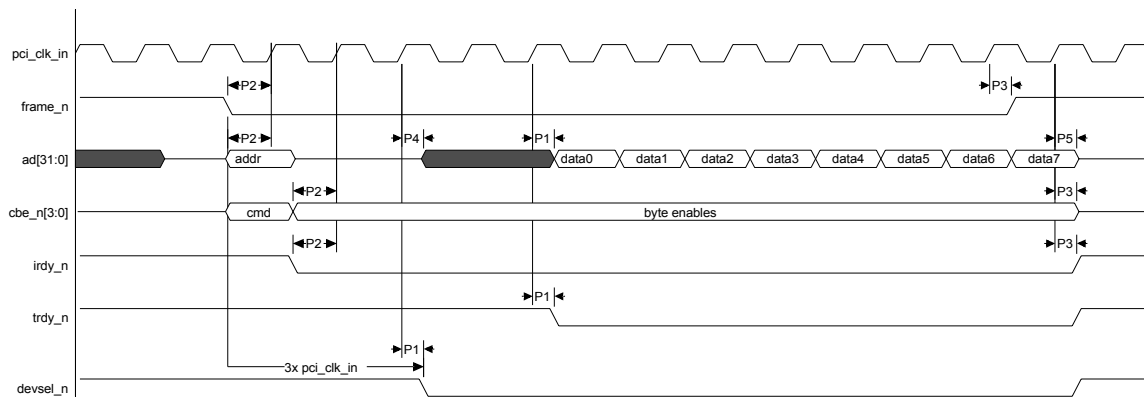 pci_clk_in
P2
P3
frame_n
P2
P4
P1
P5
ad[31:0]
addr
data0
data1
data2
data3
data4
data5
data6
data7
P2
P3
cbe_n[3:0]
cmd
byte enables
P2
P3
irdy_n
P1
trdy_n
P1
3x pci_clk_in
devsel_n